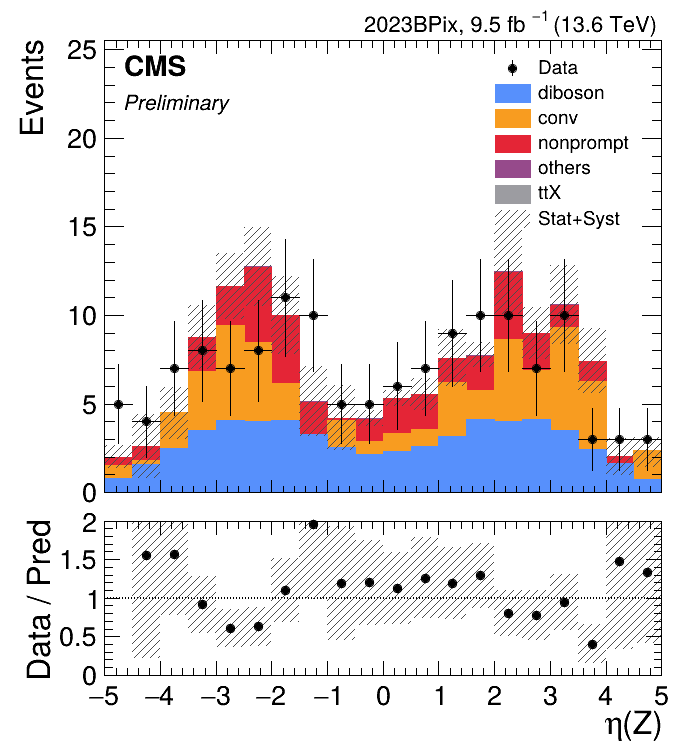 2023BPix, 9.5 fb⁻¹ (13.6 TeV)
CMS
Preliminary
Data
diboson
conv
nonprompt
others
ttX
Stat+Syst
Events
25
20
15
10
5
0
Data / Pred
2
1.5
1
0.5
0
−5 −4 −3 −2 −1 0 1 2 3 4 5
η(Z)